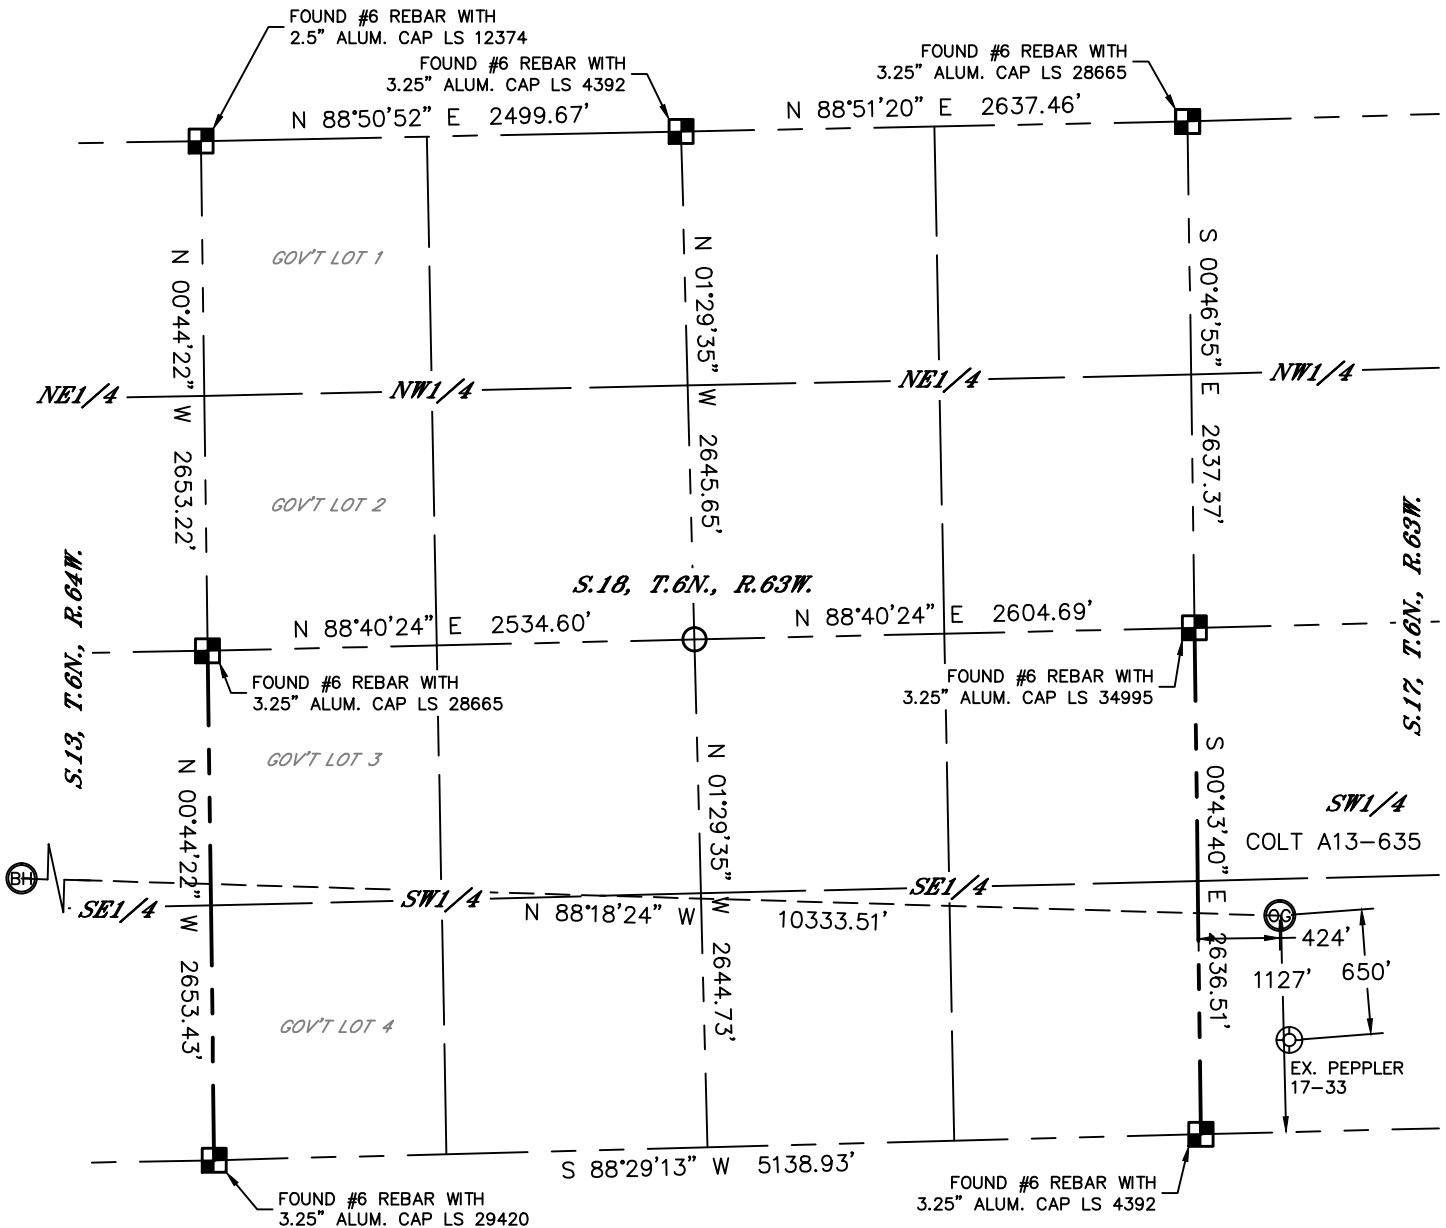 FOUND #6 REBAR WITH
2.5" ALUM. CAP LS 12374
FOUND #6 REBAR WITH
3.25" ALUM. CAP LS 4392
FOUND #6 REBAR WITH
3.25" ALUM. CAP LS 28665
N 88°50'52" E 2499.67'
N 88°51'20" E 2637.46'
GOV'T LOT 1
N 00°44'22" W 2653.22'
N 01°29'35" W 2645.65'
S 00°46'55" E 2637.37'
NE1/4
NW1/4
NE1/4
NW1/4
GOV'T LOT 2
S.13, T.6N., R.64W.
S.18, T.6N., R.63W.
S.17, T.6N., R.63W.
N 88°40'24" E 2534.60'
N 88°40'24" E 2604.69'
FOUND #6 REBAR WITH
3.25" ALUM. CAP LS 28665
FOUND #6 REBAR WITH
3.25" ALUM. CAP LS 34995
GOV'T LOT 3
N 00°44'22" W 2653.43'
N 01°29'35" W 2644.73'
S 00°43'40" E 2636.51'
SW1/4
COLT A13-635
BH
SE1/4
SW1/4
SE1/4
N 88°18'24" W 10333.51'
OG
424'
1127'
650'
GOV'T LOT 4
EX. PEPPLER
17-33
S 88°29'13" W 5138.93'
FOUND #6 REBAR WITH
3.25" ALUM. CAP LS 29420
FOUND #6 REBAR WITH
3.25" ALUM. CAP LS 4392